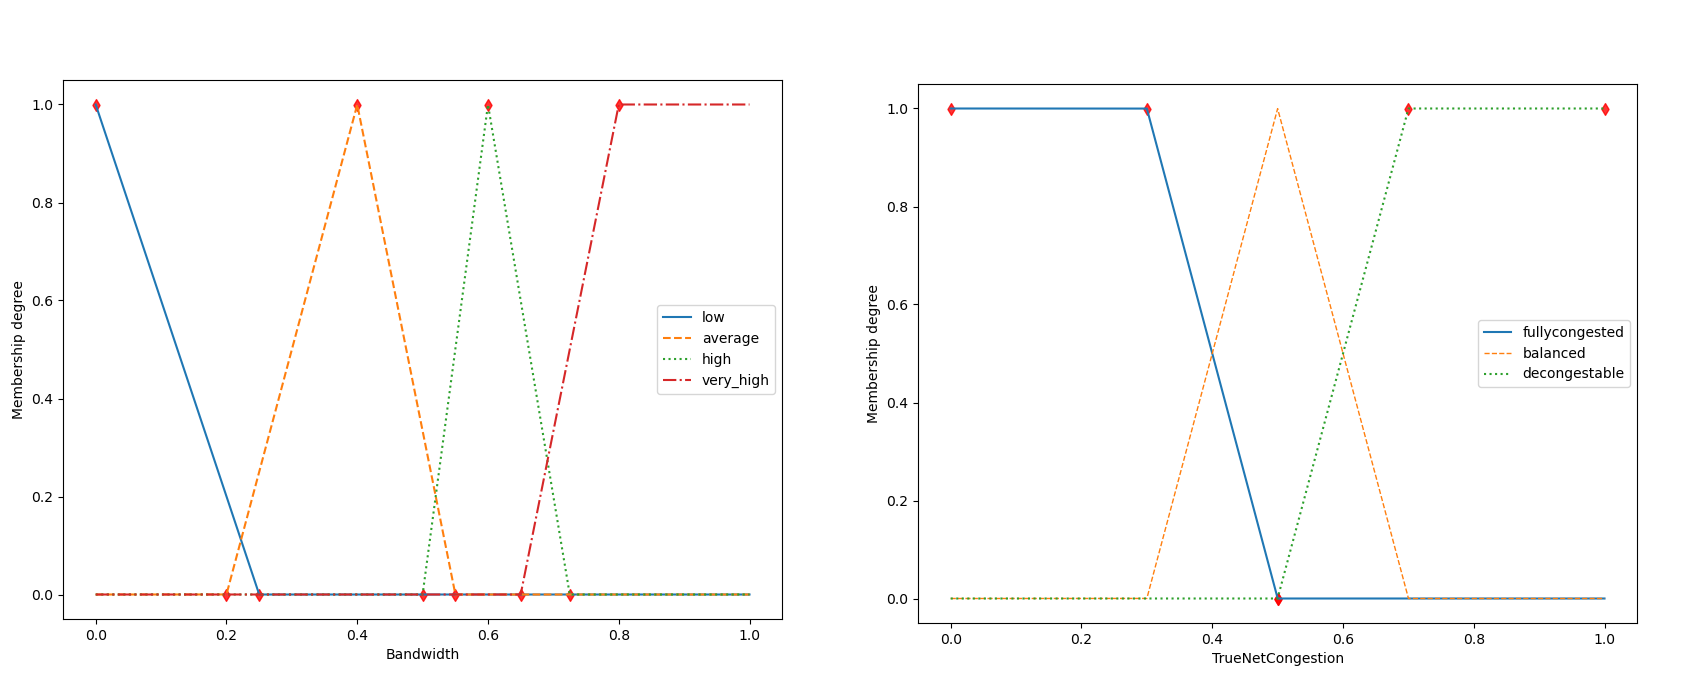 1.0
0.8
0.6
0.4
0.2
0.0
Membership degree
0.0 0.2 0.4 0.6 0.8 1.0
Bandwidth
low
average
high
very_high
1.0
0.8
0.6
0.4
0.2
0.0
Membership degree
0.0 0.2 0.4 0.6 0.8 1.0
TrueNetCongestion
fullycongested
balanced
decongestable